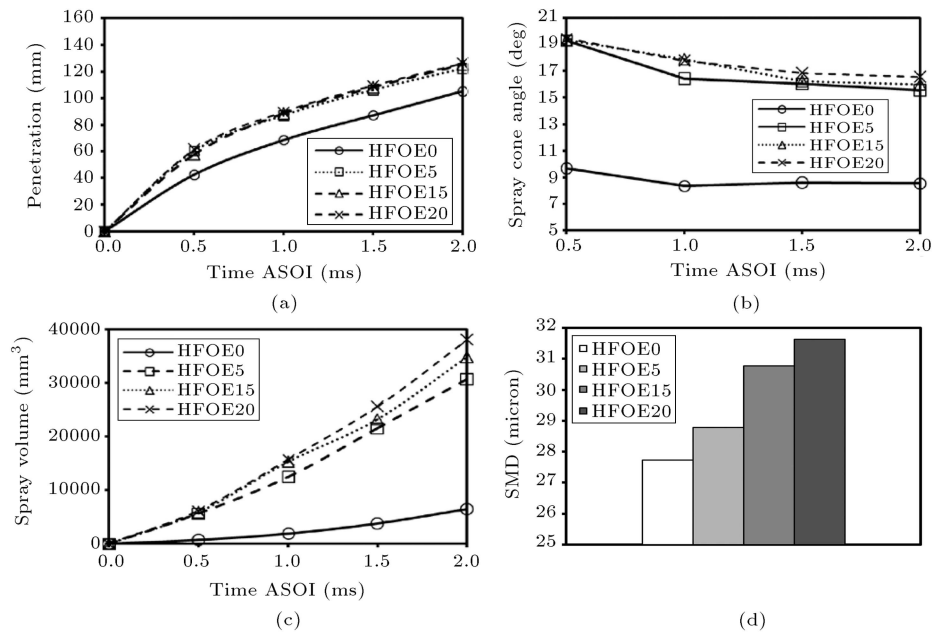 (a)
Penetration (mm)
160
140
120
100
80
60
40
20
0
0.0 0.5 1.0 1.5 2.0
Time ASOI (ms)
HFOE0
HFOE5
HFOE15
HFOE20
(b)
Spray cone angle (deg)
21
19
17
15
13
11
9
7
5
0.5 1.0 1.5 2.0
Time ASOI (ms)
HFOE0
HFOE5
HFOE15
HFOE20
(c)
Spray volume (mm³)
40000
30000
20000
10000
0
0.0 0.5 1.0 1.5 2.0
Time ASOI (ms)
HFOE0
HFOE5
HFOE15
HFOE20
(d)
SMD (micron)
32
31
30
29
28
27
26
25
HFOE0
HFOE5
HFOE15
HFOE20